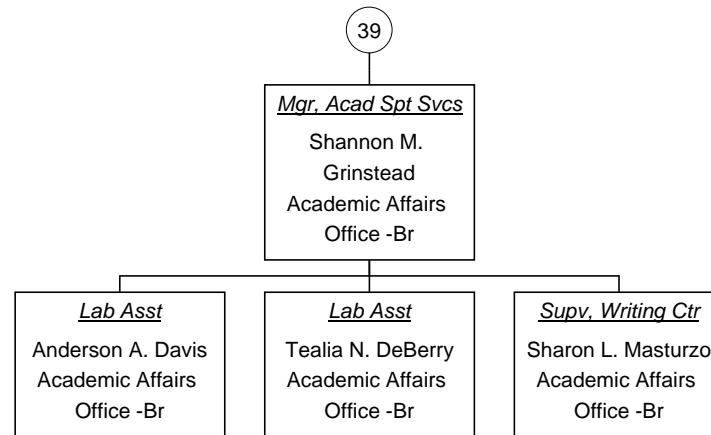 39
Mgr, Acad Spt Svcs
Shannon M.
Grinstead
Academic Affairs
Office -Br
Lab Asst
Anderson A. Davis
Academic Affairs
Office -Br
Lab Asst
Tealia N. DeBerry
Academic Affairs
Office -Br
Supv, Writing Ctr
Sharon L. Masturzo
Academic Affairs
Office -Br